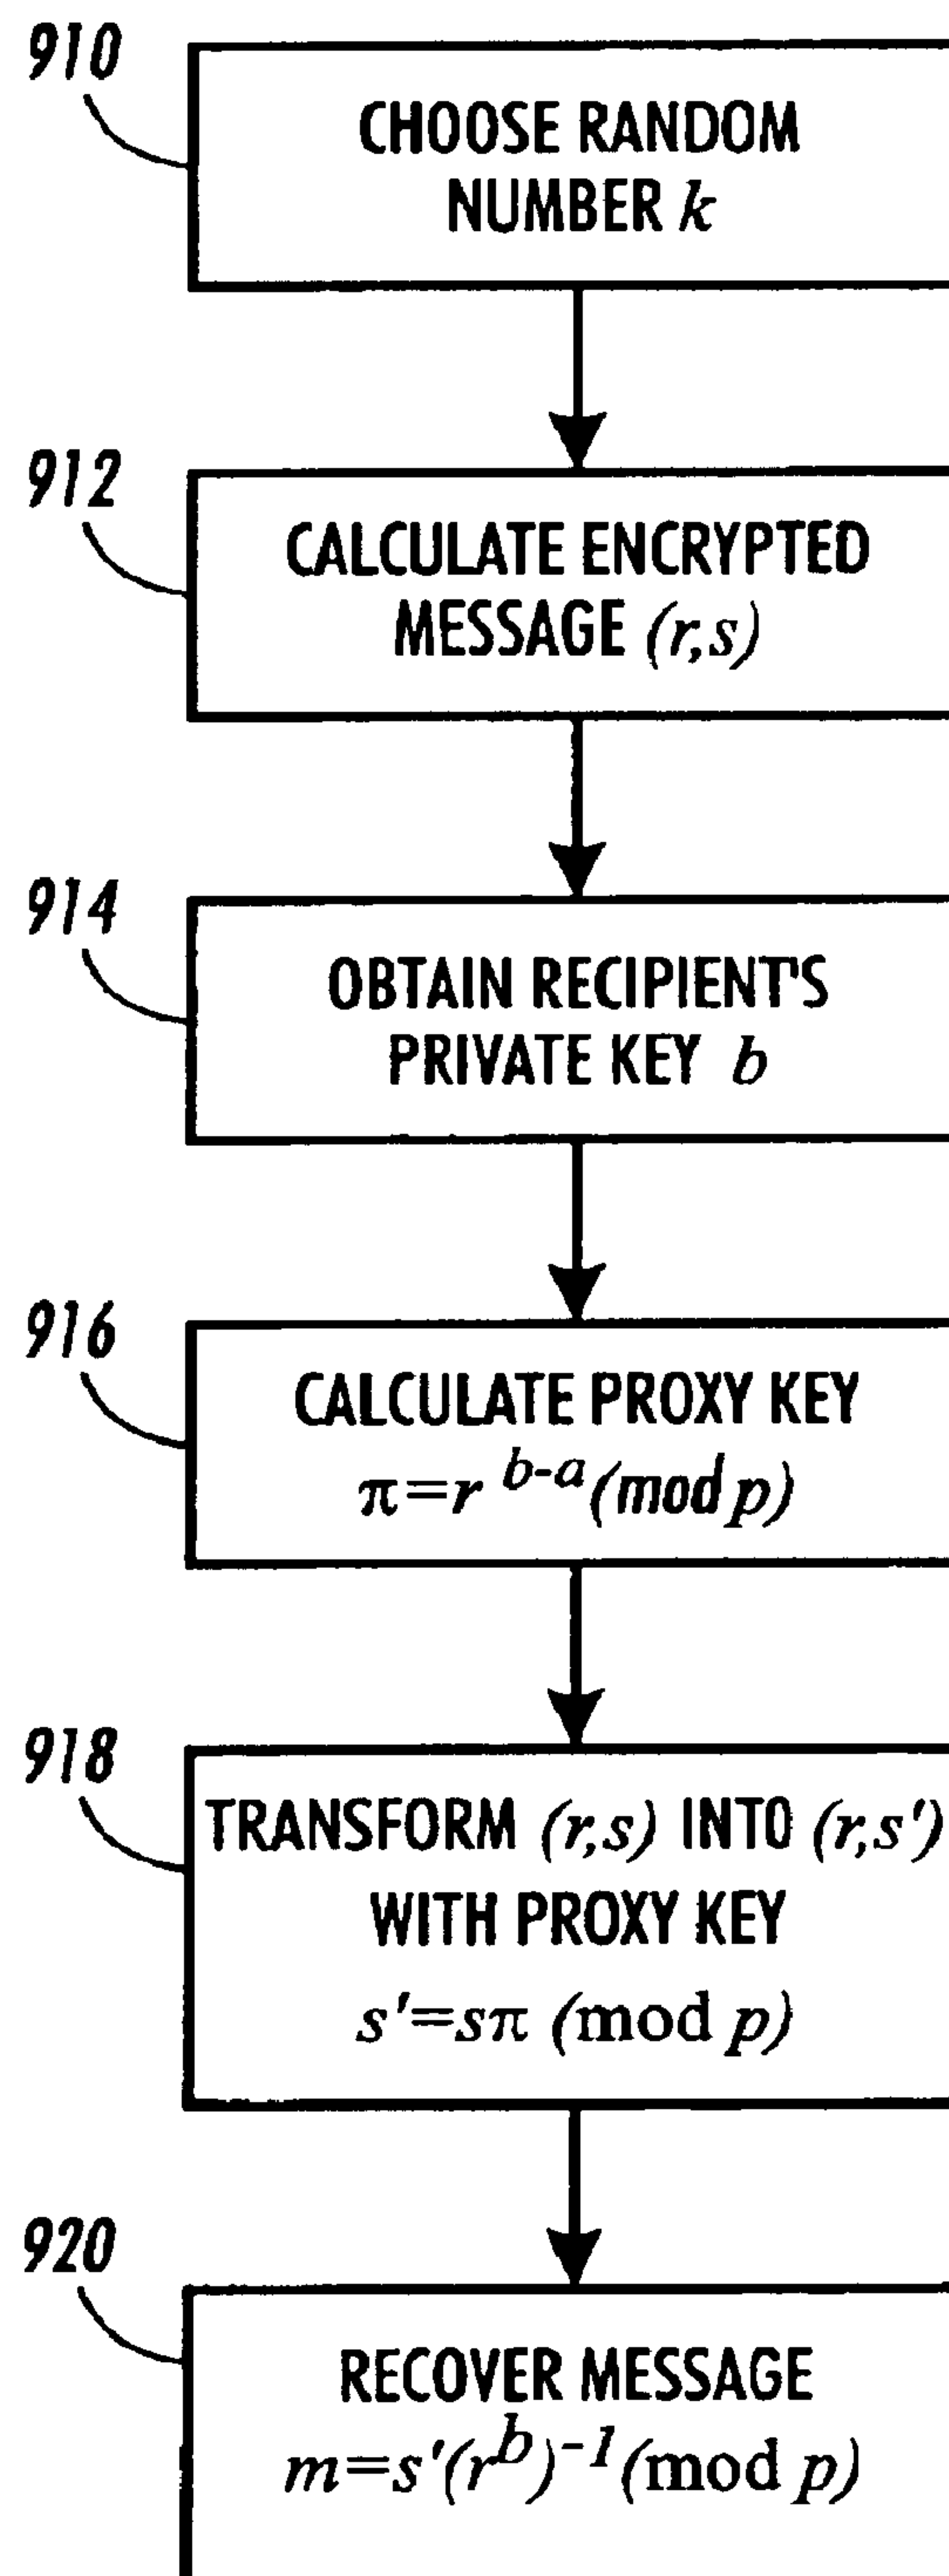 910
CHOOSE RANDOM
NUMBER k
912
CALCULATE ENCRYPTED
MESSAGE (r,s)
914
OBTAIN RECIPIENT'S
PRIVATE KEY b
916
CALCULATE PROXY KEY
π=r^{b-a}(mod p)
918
TRANSFORM (r,s) INTO (r,s')
WITH PROXY KEY
s'=sπ (mod p)
920
RECOVER MESSAGE
m=s'(r^b)^{-1}(mod p)